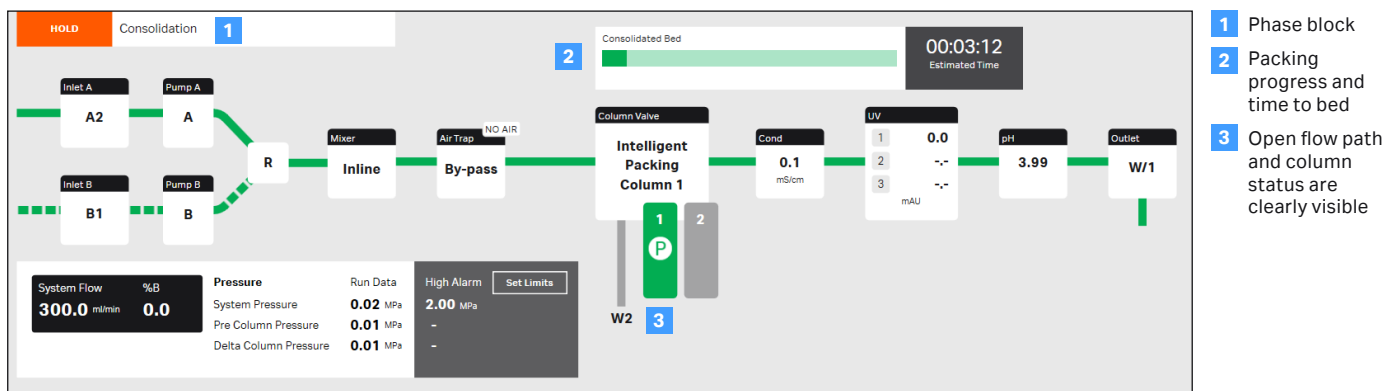 HOLD
Consolidation
1
2
Consolidated Bed
00:03:12
Estimated Time
Inlet A
A2
Pump A
A
Inlet B
B1
Pump B
B
R
Mixer
Inline
Air Trap
NO AIR
By-pass
Column Valve
Intelligent
Packing
Column 1
1
P
2
W2
3
Cond
0.1
mS/cm
UV
1 0.0
2 -.-
3 -.-
mAU
pH
3.99
Outlet
W/1
System Flow %B
300.0 ml/min 0.0
Pressure Run Data
System Pressure 0.02 MPa
Pre Column Pressure 0.01 MPa
Delta Column Pressure 0.01 MPa
High Alarm Set Limits
2.00 MPa
-
-
1 Phase block
2 Packing
progress and
time to bed
3 Open flow path
and column
status are
clearly visible